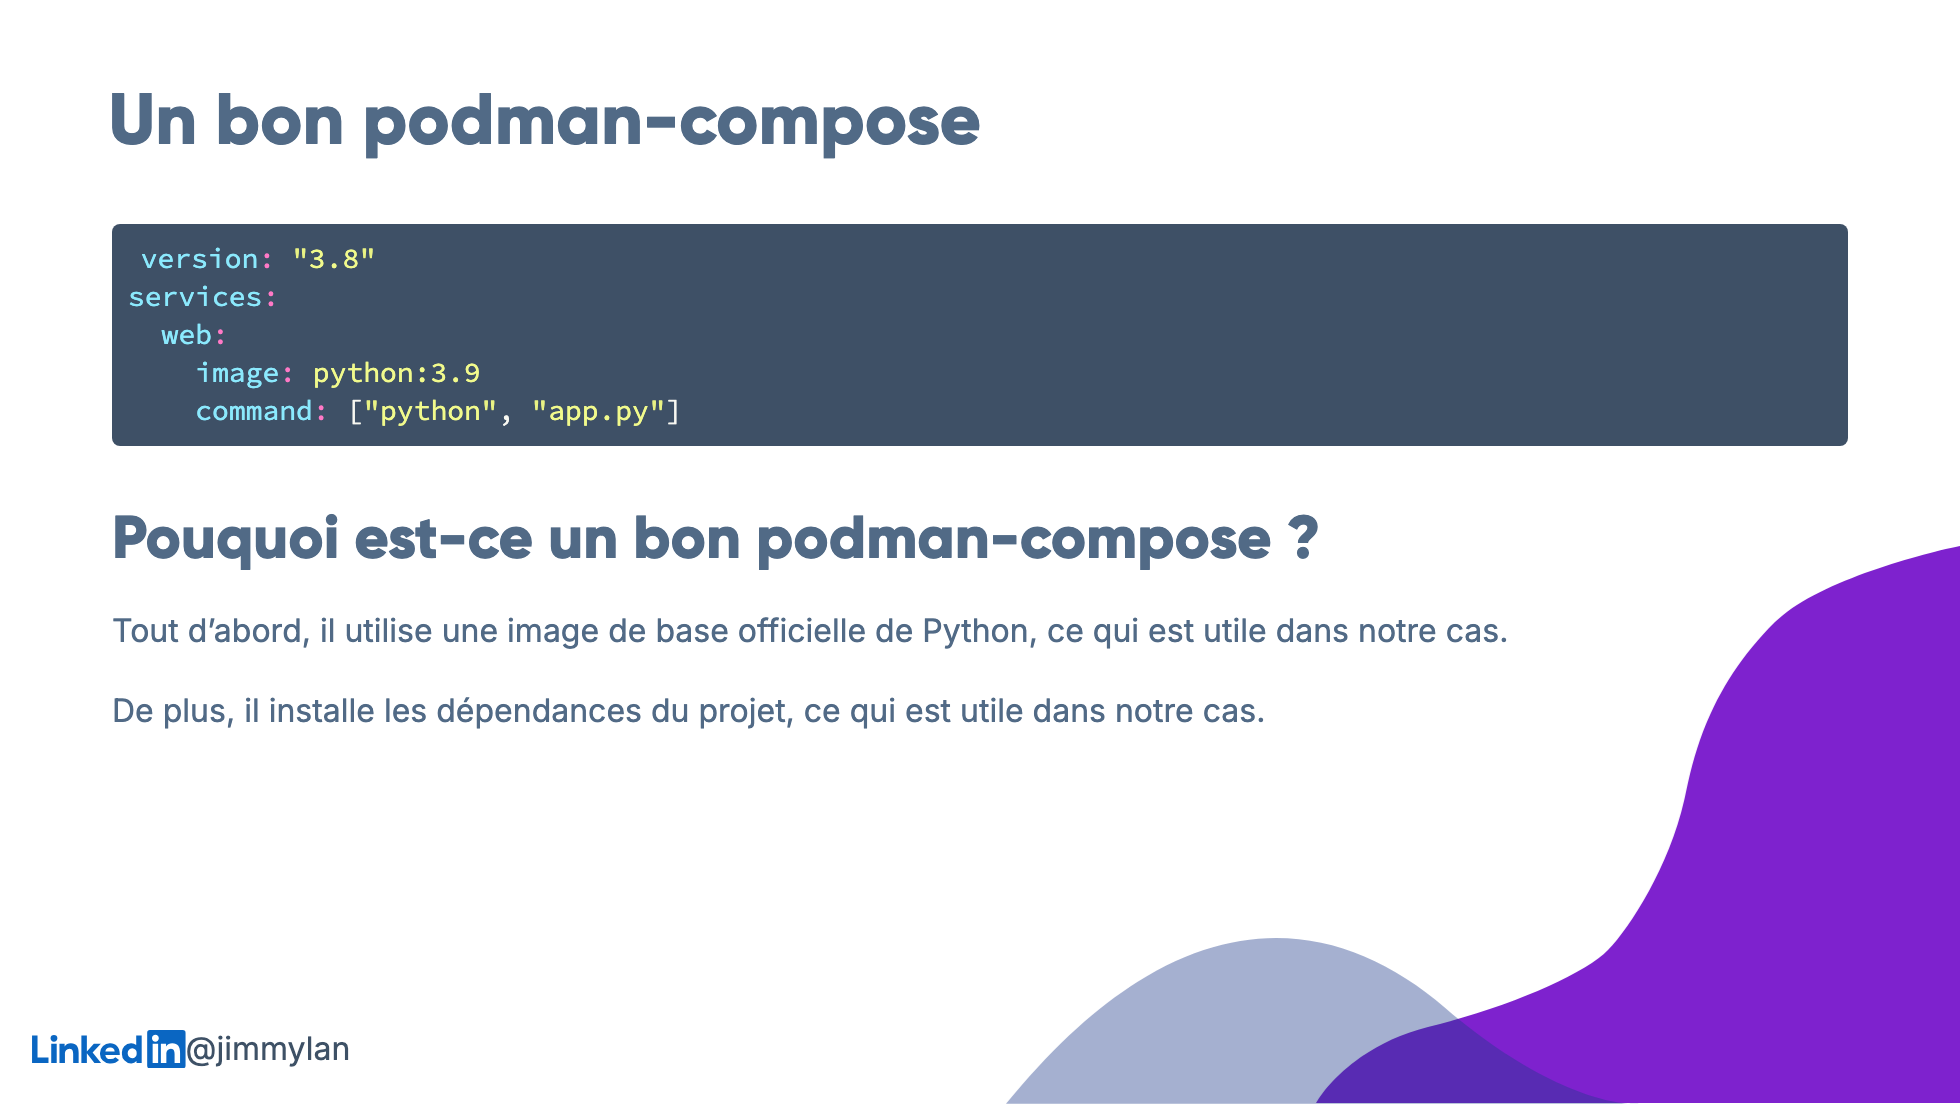 Un bon podman-compose
version: "3.8"
services:
  web:
    image: python:3.9
    command: ["python", "app.py"]
Pouquoi est-ce un bon podman-compose ?
Tout d’abord, il utilise une image de base officielle de Python, ce qui est utile dans notre cas.
De plus, il installe les dépendances du projet, ce qui est utile dans notre cas.
Linkedin@jimmylan